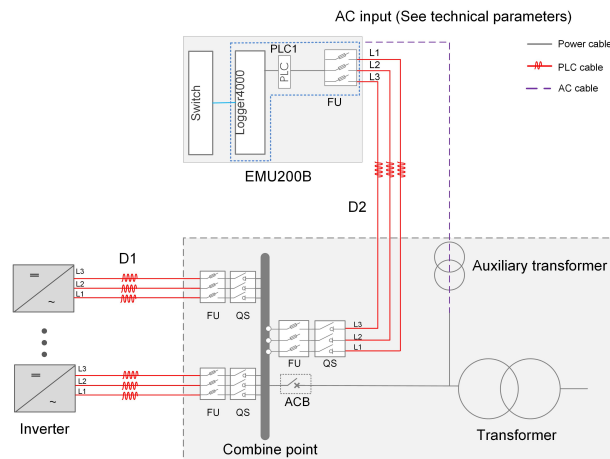 AC input (See technical parameters)
Power cable
PLC cable
AC cable
Switch
Logger4000
PLC1
PLC
FU
L1
L2
L3
EMU200B
D2
D1
Auxiliary transformer
L3
L2
L1
FU
QS
L3
L2
L1
FU
QS
L3
L2
L1
FU
QS
ACB
Inverter
Combine point
Transformer